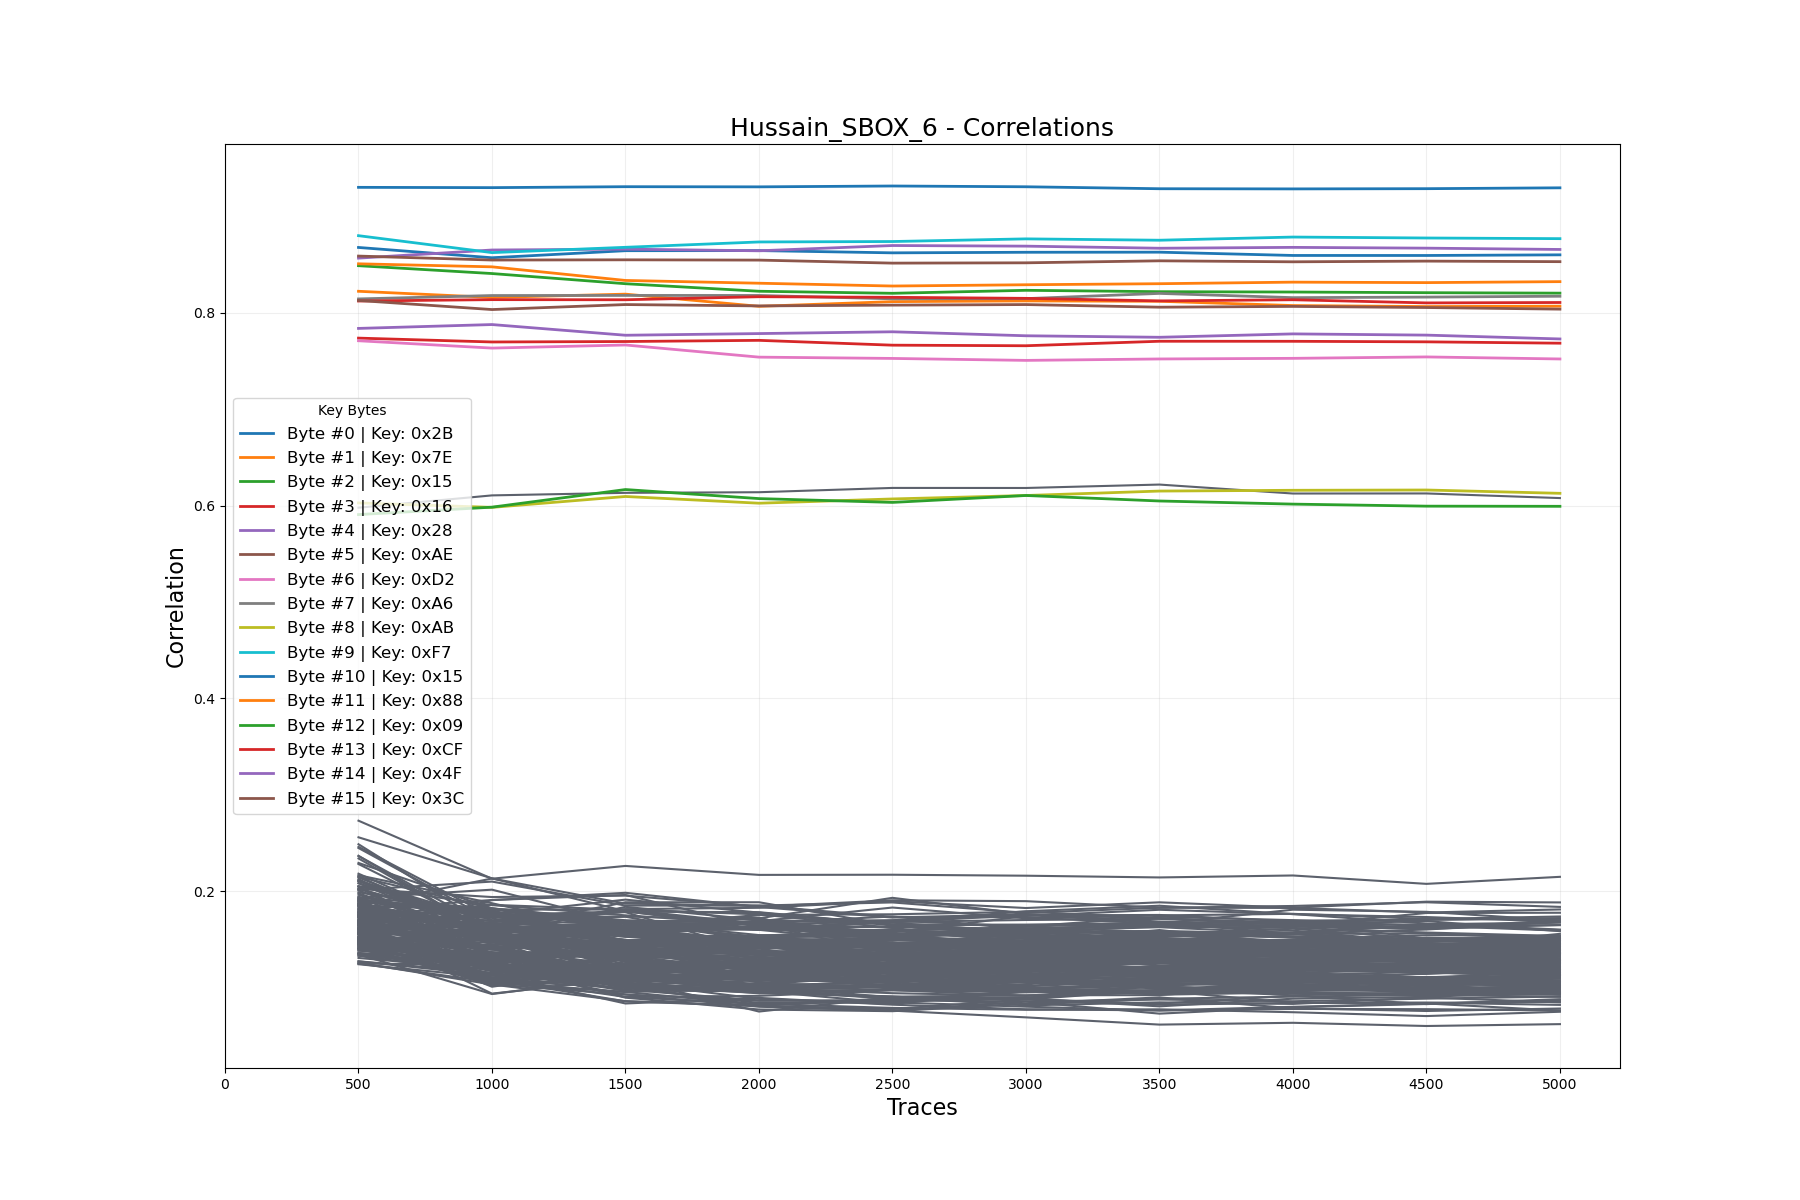 Hussain_SBOX_6 - Correlations
Correlation
0.8
0.6
0.4
0.2
Key Bytes
Byte #0 | Key: 0x2B
Byte #1 | Key: 0x7E
Byte #2 | Key: 0x15
Byte #3 | Key: 0x16
Byte #4 | Key: 0x28
Byte #5 | Key: 0xAE
Byte #6 | Key: 0xD2
Byte #7 | Key: 0xA6
Byte #8 | Key: 0xAB
Byte #9 | Key: 0xF7
Byte #10 | Key: 0x15
Byte #11 | Key: 0x88
Byte #12 | Key: 0x09
Byte #13 | Key: 0xCF
Byte #14 | Key: 0x4F
Byte #15 | Key: 0x3C
0 500 1000 1500 2000 2500 3000 3500 4000 4500 5000
Traces